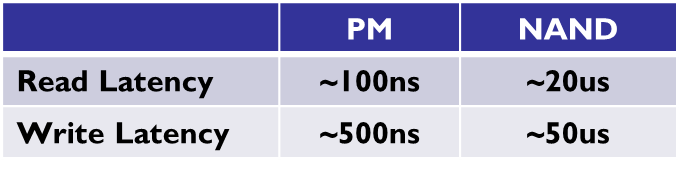 PM NAND
Read Latency ~100ns ~20us
Write Latency ~500ns ~50us